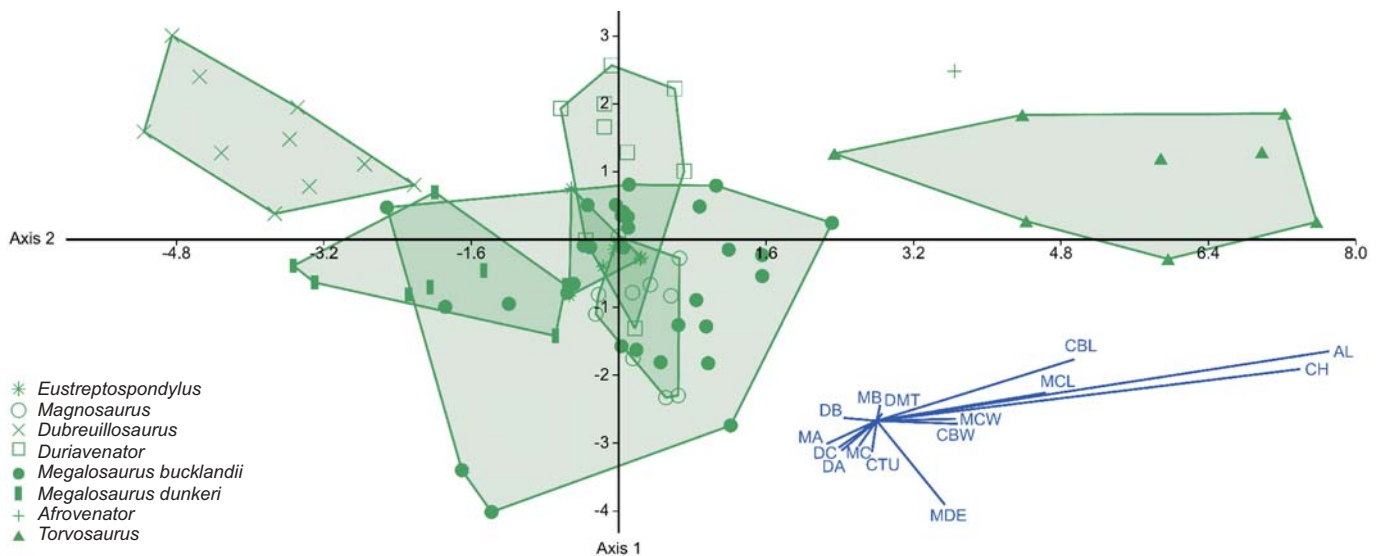 3
2
1
0
Axis 2
-4.8
-3.2
-1.6
1.6
3.2
4.8
6.4
8.0
-1
-2
-3
-4
Axis 1
CBL
AL
CH
MCL
MB
DMT
DB
MCW
CBW
MA
DC
MC
DA
CTU
MDE
Eustreptospondylus
Magnosaurus
Dubreuillosaurus
Duriavenator
Megalosaurus bucklandii
Megalosaurus dunkeri
Afrovenator
Torvosaurus